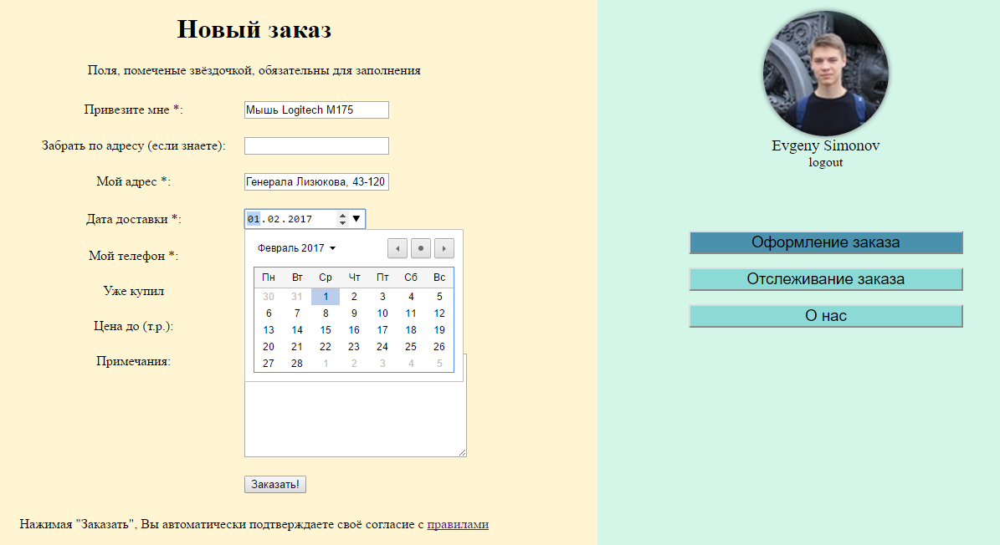 Новый заказ
Поля, помеченые звёздочкой, обязательны для заполнения
Привезите мне *: Мышь Logitech M175
Забрать по адресу (если знаете):
Мой адрес *: Генерала Лизюкова, 43-120
Дата доставки *: 01.02.2017
Февраль 2017
Пн Вт Ср Чт Пт Сб Вс
30 31 1 2 3 4 5
6 7 8 9 10 11 12
13 14 15 16 17 18 19
20 21 22 23 24 25 26
27 28 1 2 3 4 5
Мой телефон *:
Уже купил
Цена до (т.р.):
Примечания:
Заказать!
Нажимая "Заказать", Вы автоматически подтверждаете своё согласие с правилами
Evgeny Simonov
logout
Оформление заказа
Отслеживание заказа
О нас